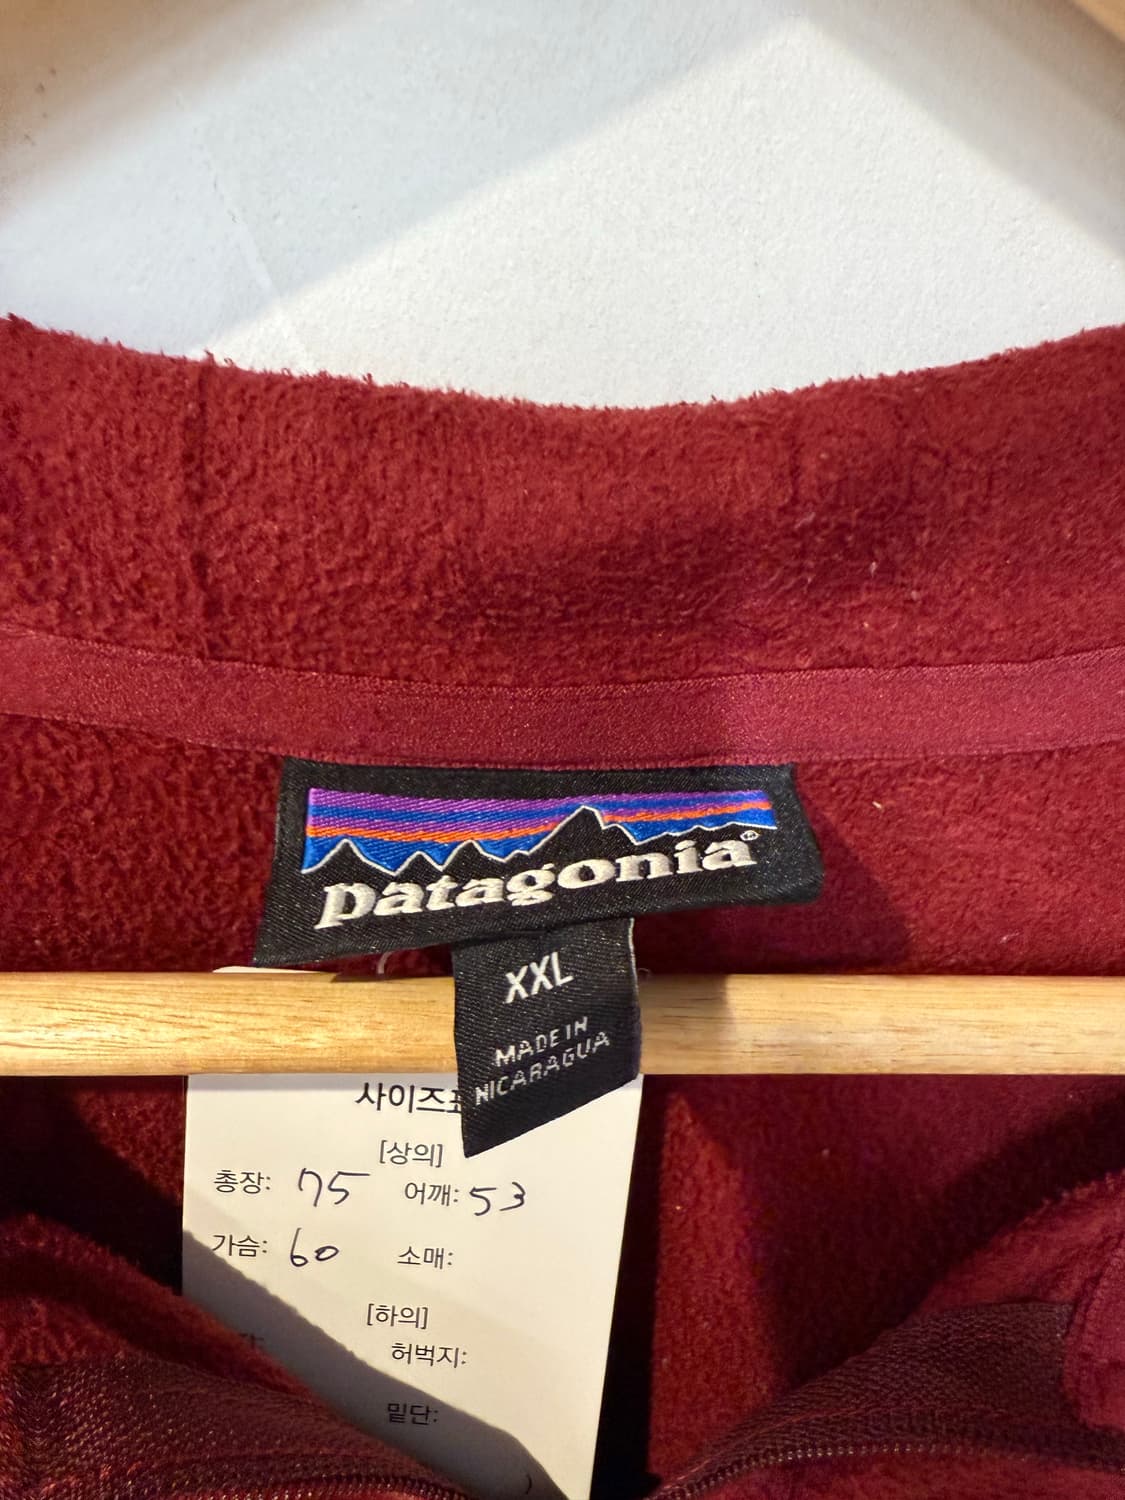 patagonia®
XXL
MADE IN
NICARAGUA
사이즈표
[상의]
총장: 75 어깨: 53
가슴: 60 소매:
[하의]
허벅지:
밑단: